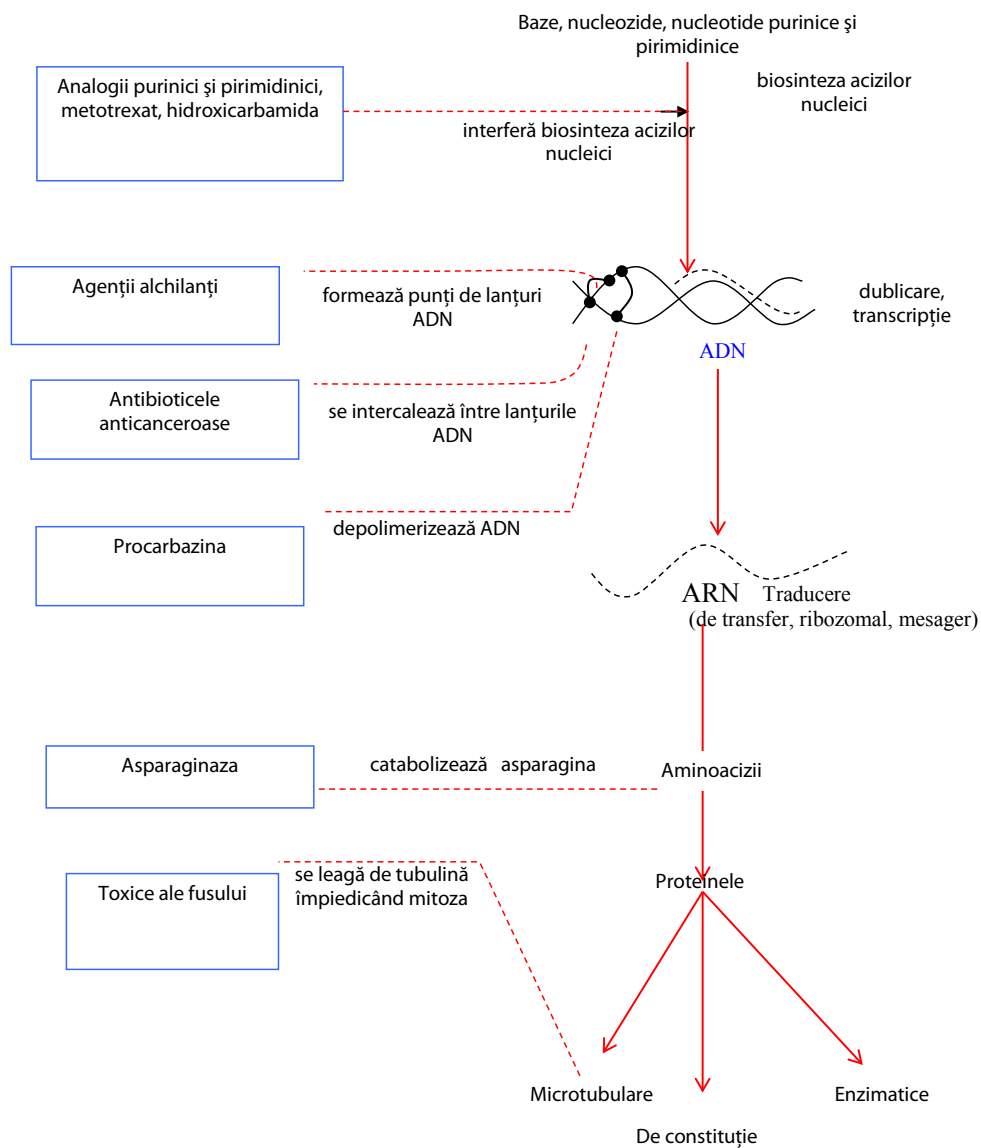 Baze, nucleozide, nucleotide purinice şi
pirimidinice
Analogii purinici şi pirimidinici,
metotrexat, hidroxicarbamida
biosinteza acizilor
nucleici
interferă biosinteza acizilor
nucleici
Agenţii alchilanţi
formează punţi de lanţuri
ADN
dublicare,
transcripţie
ADN
Antibioticele
anticanceroase
se intercalează între lanţurile
ADN
Procarbazina
depolimerizează ADN
ARN Traducere
(de transfer, ribozomal, mesager)
Asparaginaza
catabolizează asparagina
Aminoacizii
Toxice ale fusului
se leagă de tubulină
împiedicând mitoza
Proteinele
Microtubulare
Enzimatice
De constituţie